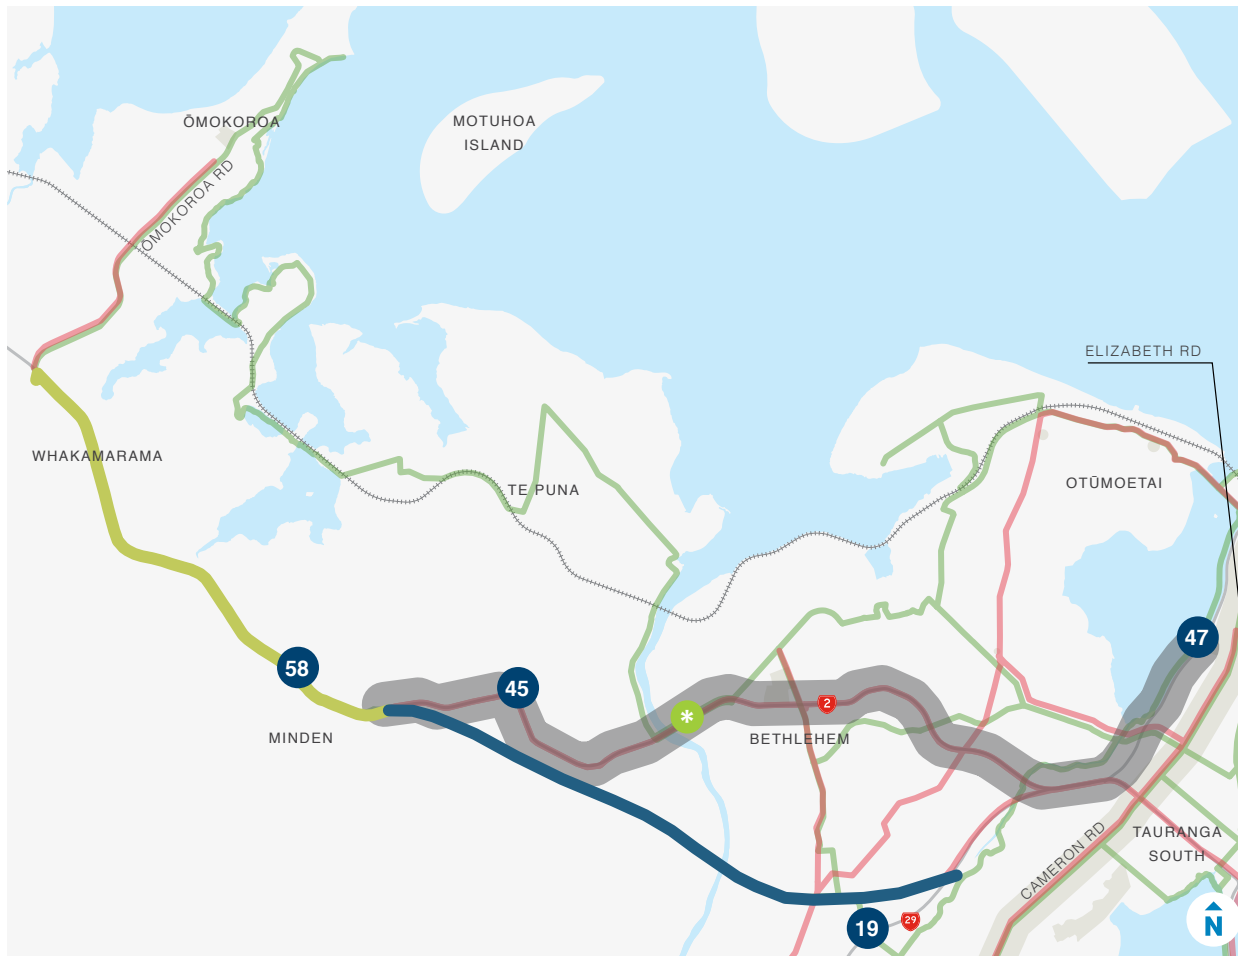 ŌMOKOROA
MOTUHOA
ISLAND
ŌMOKOROA RD
ELIZABETH RD
WHAKAMARAMA
TE PUNA
OTŪMOETAI
47
58
45
2
*
MINDEN
BETHLEHEM
CAMERON RD
TAURANGA
SOUTH
19
29
N